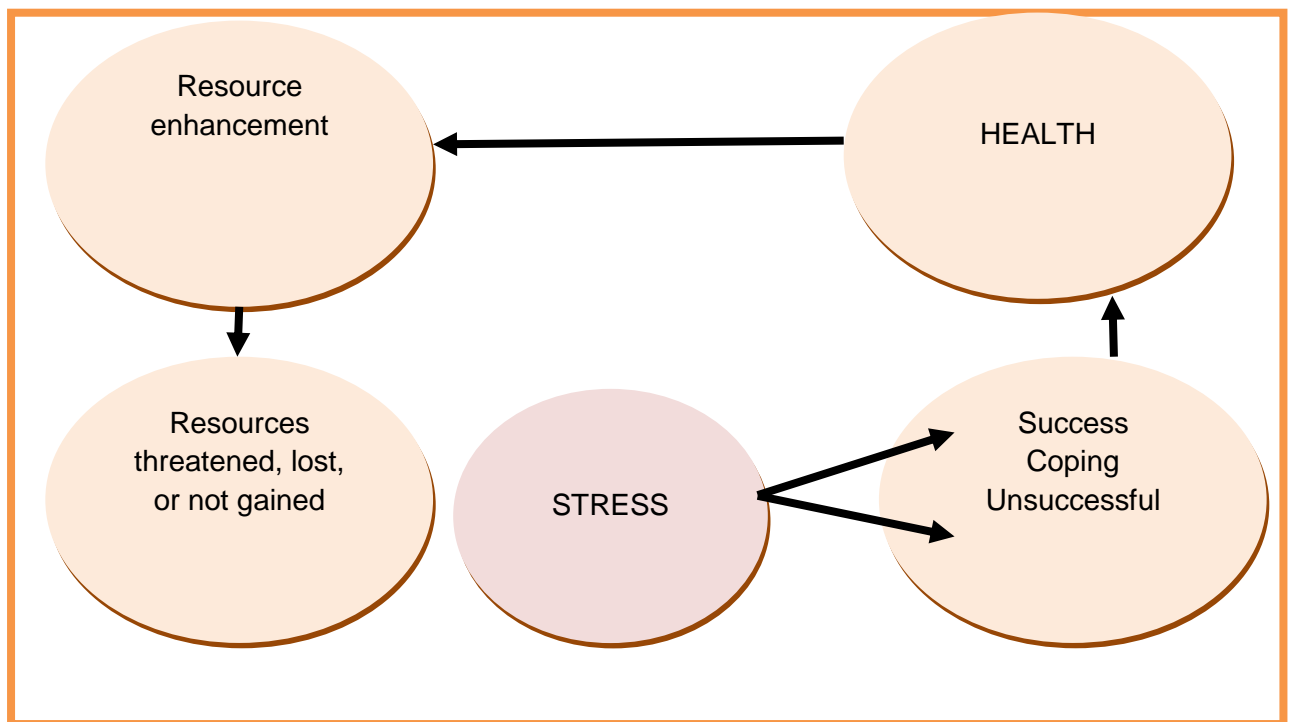 Resource
enhancement
HEALTH
Resources
threatened, lost,
or not gained
STRESS
Success
Coping
Unsuccessful